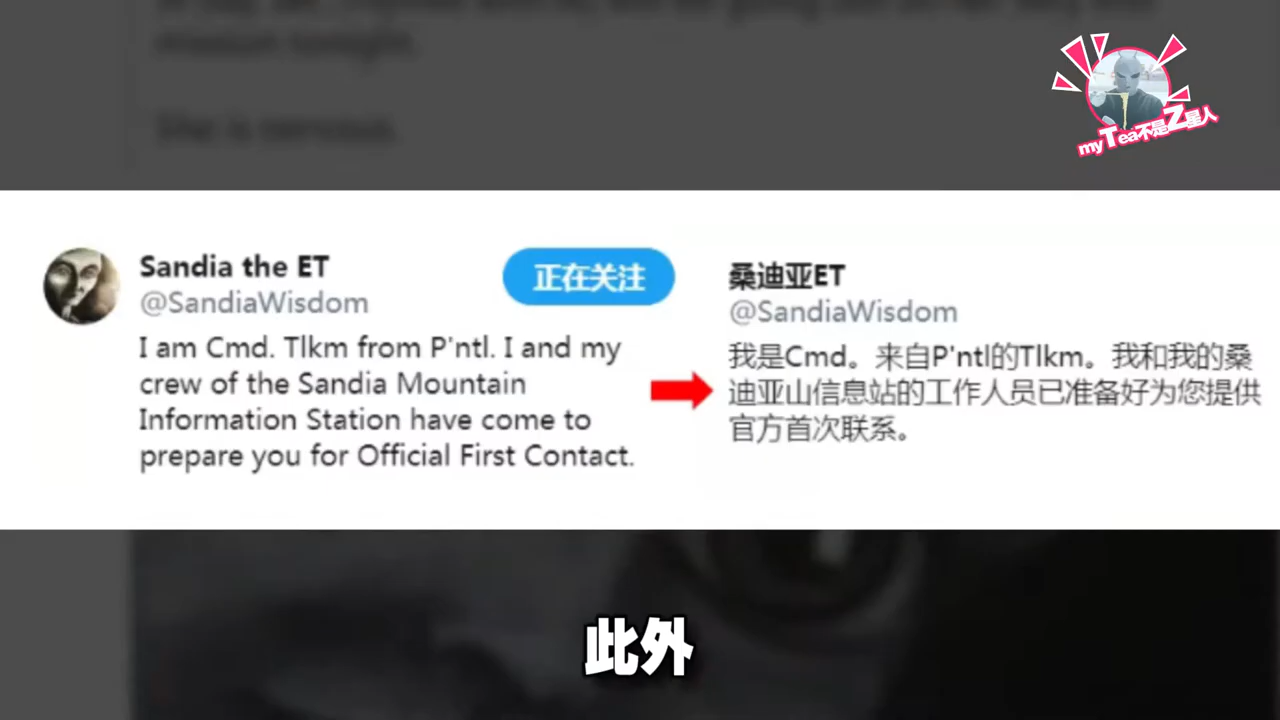 mission tonight.
She is nervous.
myTea不是Z星人
Sandia the ET
@SandiaWisdom
正在关注
I am Cmd. Tlkm from P'ntl. I and my
crew of the Sandia Mountain
Information Station have come to
prepare you for Official First Contact.
桑迪亚ET
@SandiaWisdom
我是Cmd。来自P'ntl的Tlkm。我和我的桑
迪亚山信息站的工作人员已准备好为您提供
官方首次联系。
此外